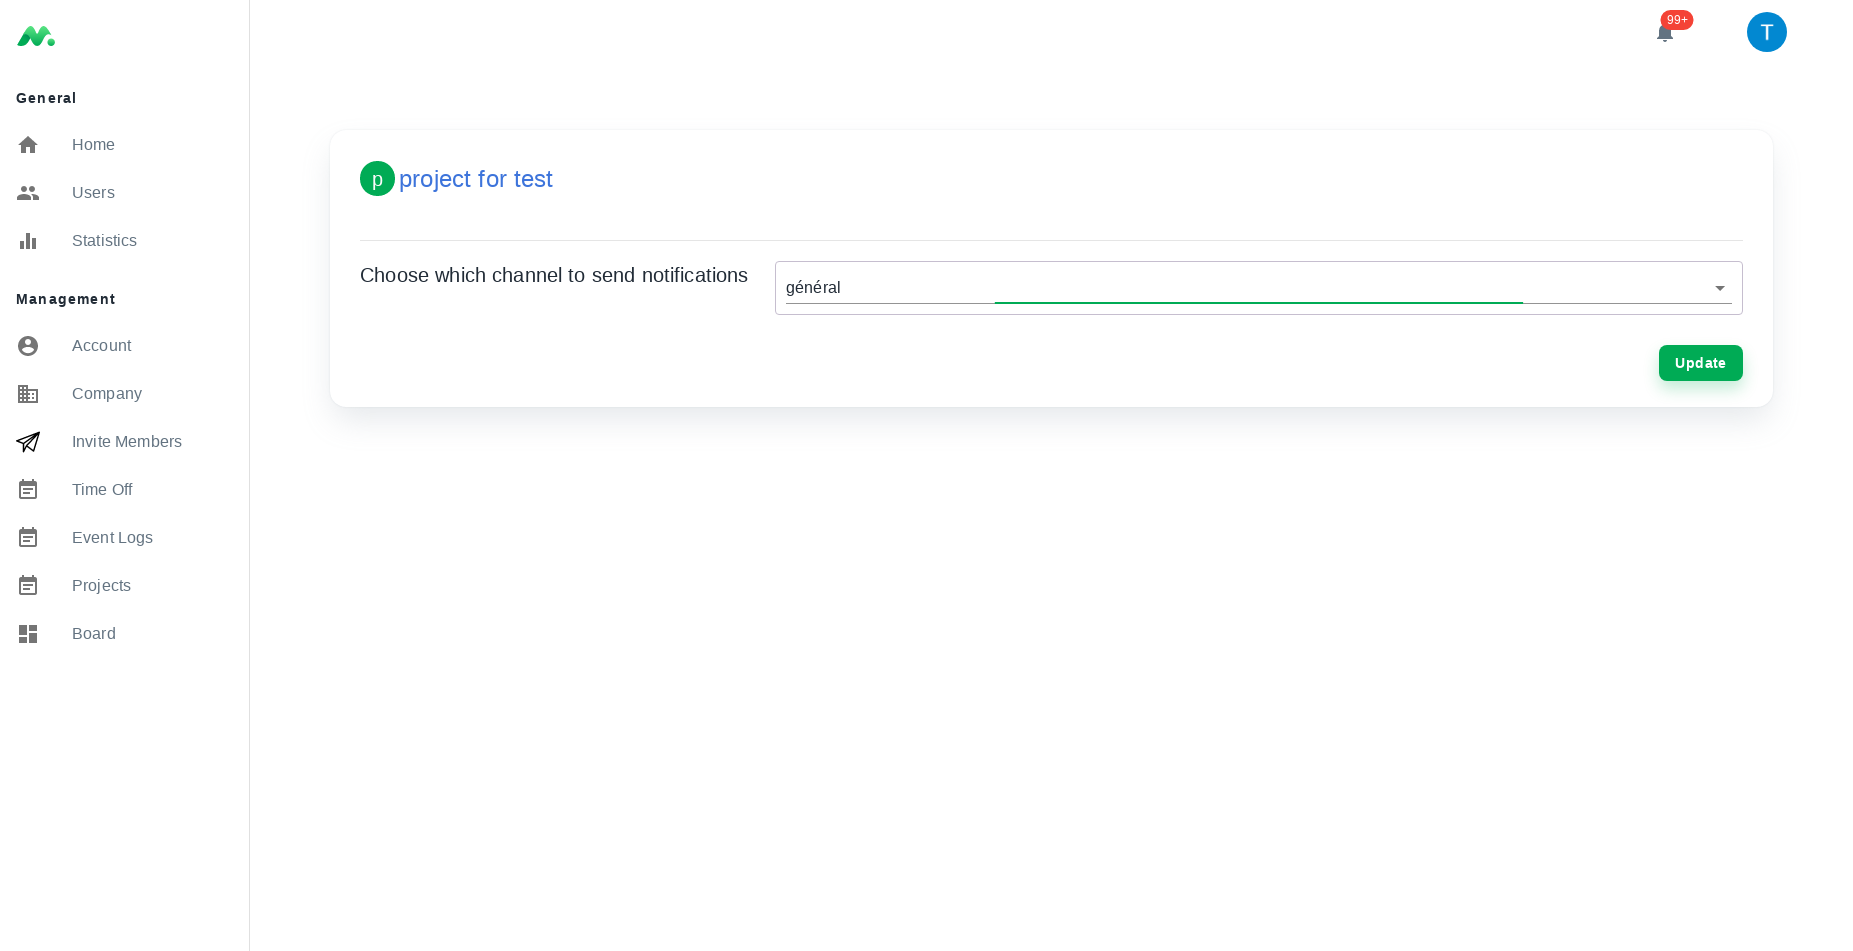 99+
T
General
Home
Users
Statistics
Management
Account
Company
Invite Members
Time Off
Event Logs
Projects
Board
p project for test
Choose which channel to send notifications
général
Update